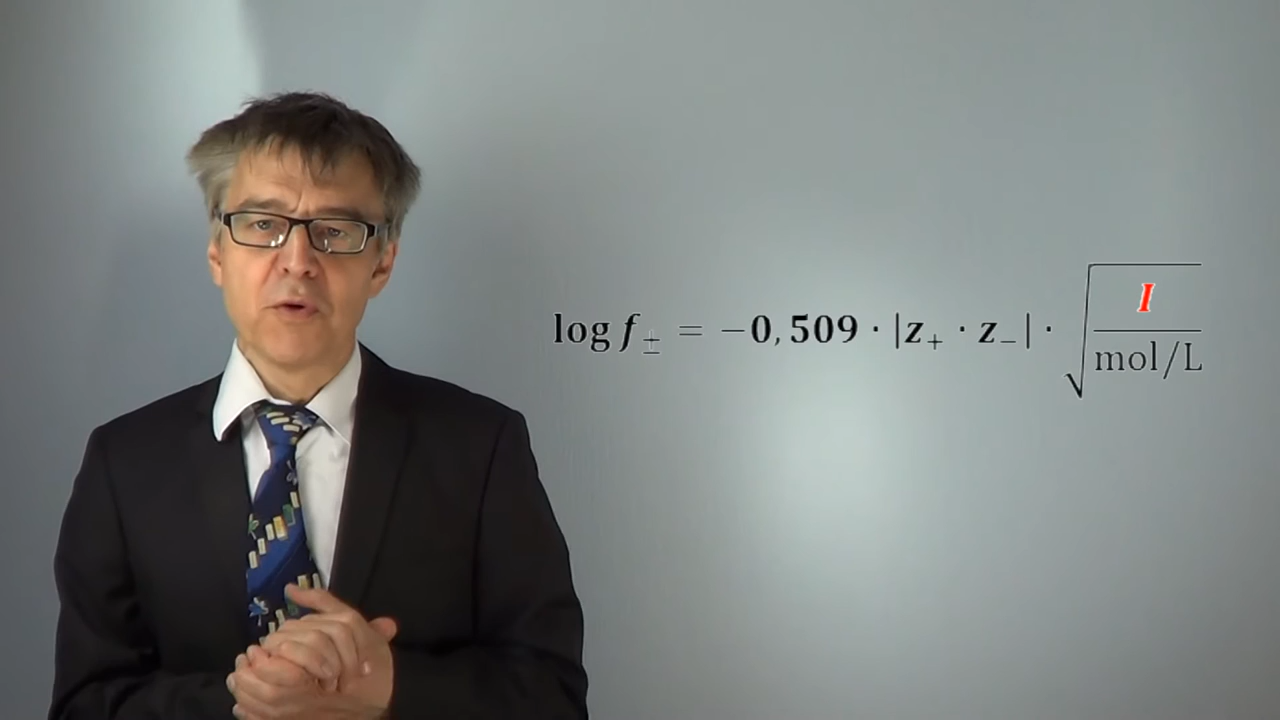 log f± = −0,509 · |z₊ · z₋| · √(I / mol/L)